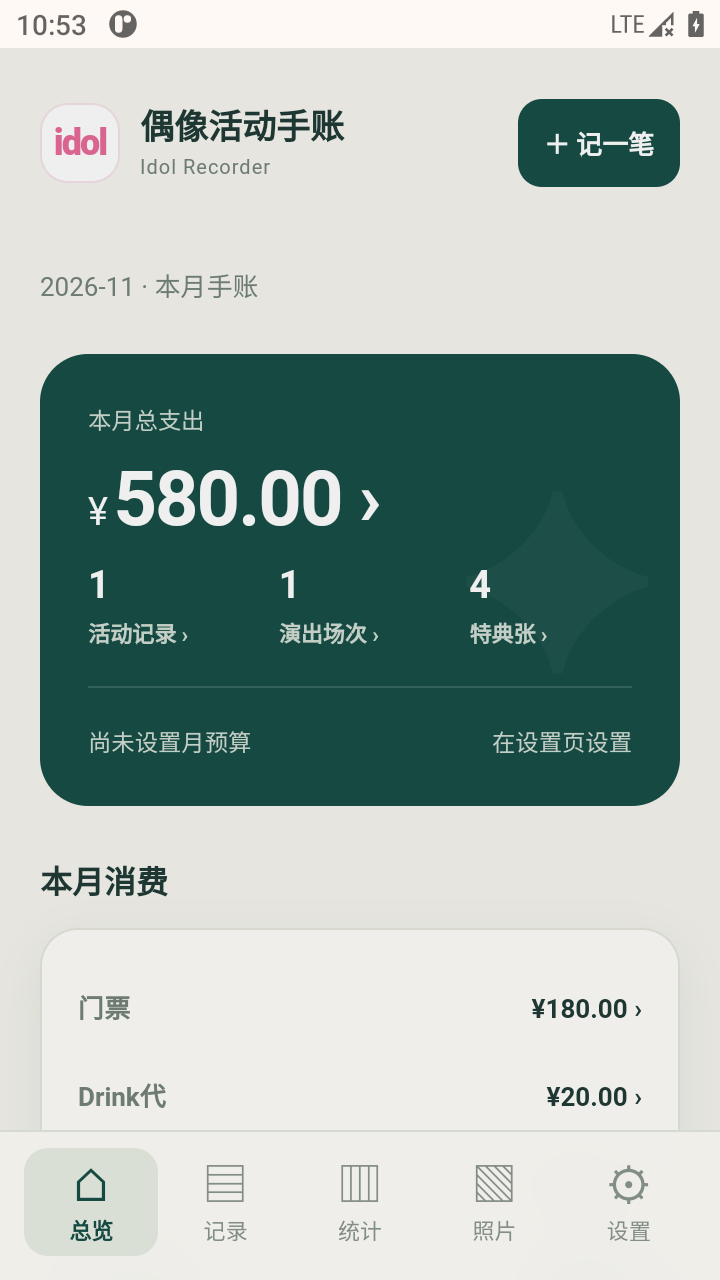 10:53
LTE
idol
偶像活动手账
Idol Recorder
＋ 记一笔
2026-11 · 本月手账
本月总支出
¥ 580.00 ›
1
1
4
活动记录 ›
演出场次 ›
特典张 ›
尚未设置月预算
在设置页设置
本月消费
门票
¥180.00 ›
Drink代
¥20.00 ›
总览
记录
统计
照片
设置